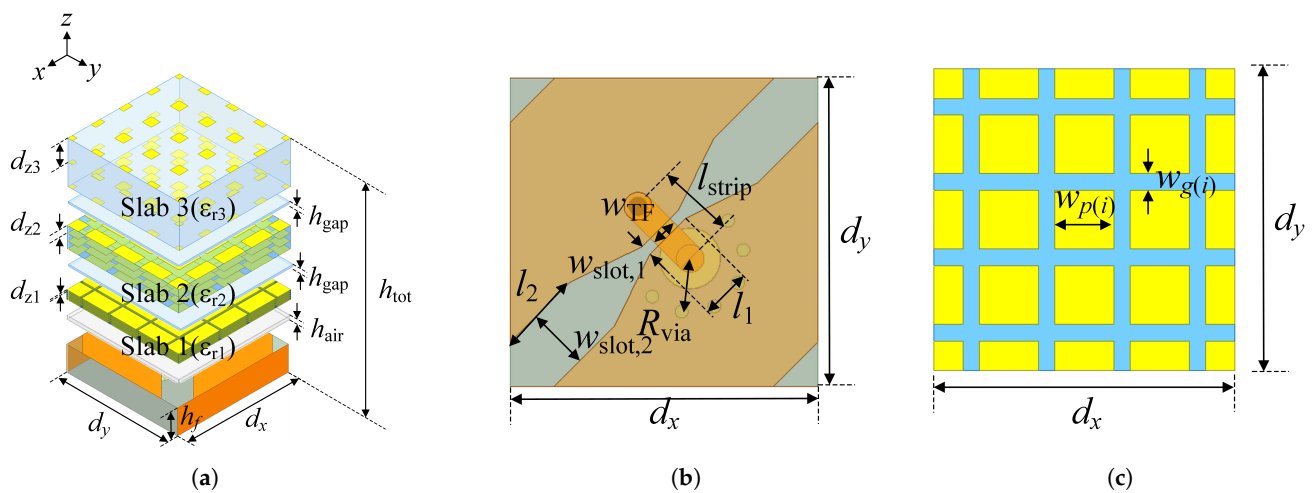 z
x
y
d_z3
Slab 3(ε_r3)
h_gap
d_z2
Slab 2(ε_r2)
h_gap
h_tot
d_z1
h_air
Slab 1(ε_r1)
h_f
d_y
d_x
(a)
l_strip
w_TF
d_y
w_slot,1
l_2
l_1
R_via
w_slot,2
d_x
(b)
w_g(i)
w_p(i)
d_y
d_x
(c)